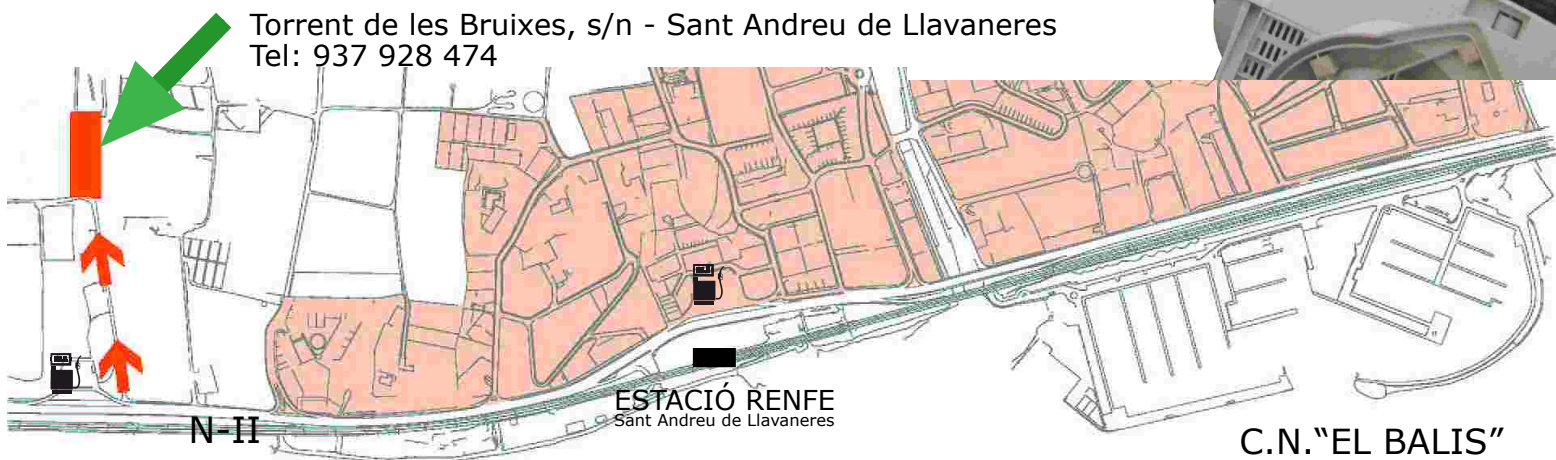 Torrent de les Bruixes, s/n - Sant Andreu de Llavaneres
Tel: 937 928 474
ESTACIÓ RENFE
Sant Andreu de Llavaneres
N-II
C.N."EL BALIS"